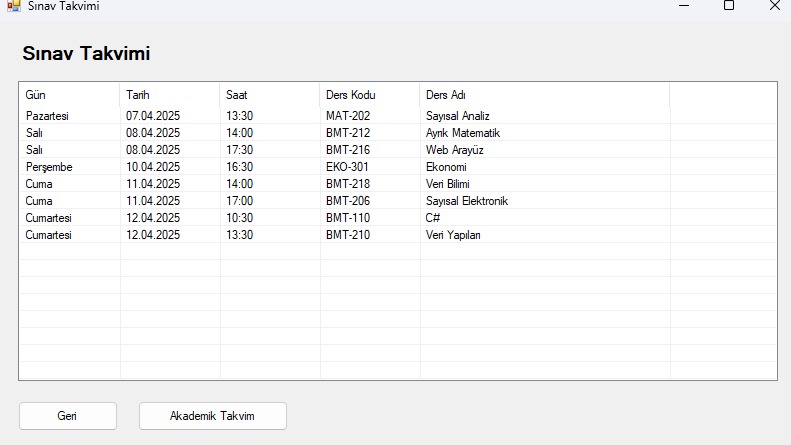 Sınav Takvimi
Sınav Takvimi
Gün Tarih Saat Ders Kodu Ders Adı
Pazartesi 07.04.2025 13:30 MAT-202 Sayısal Analiz
Salı 08.04.2025 14:00 BMT-212 Ayrık Matematik
Salı 08.04.2025 17:30 BMT-216 Web Arayüz
Perşembe 10.04.2025 16:30 EKO-301 Ekonomi
Cuma 11.04.2025 14:00 BMT-218 Veri Bilimi
Cuma 11.04.2025 17:00 BMT-206 Sayısal Elektronik
Cumartesi 12.04.2025 10:30 BMT-110 C#
Cumartesi 12.04.2025 13:30 BMT-210 Veri Yapıları
Geri Akademik Takvim